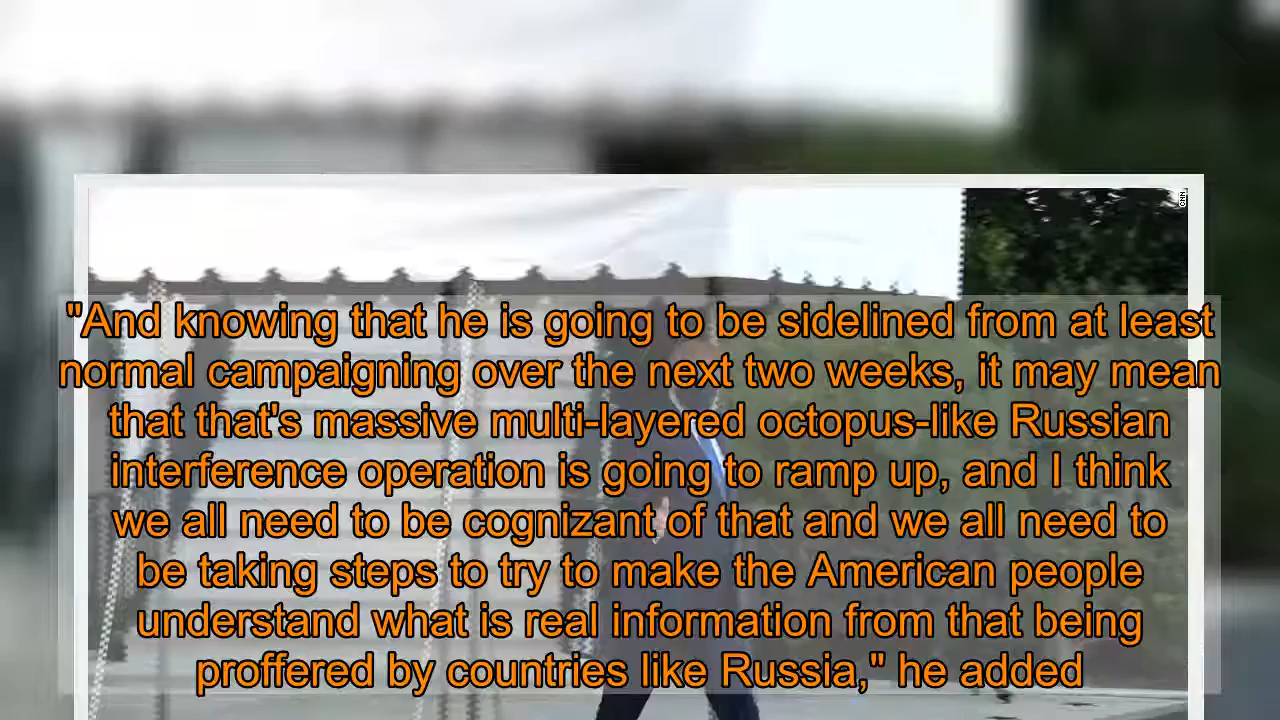 CNN
"And knowing that he is going to be sidelined from at least
normal campaigning over the next two weeks, it may mean
that that's massive multi-layered octopus-like Russian
interference operation is going to ramp up, and I think
we all need to be cognizant of that and we all need to
be taking steps to try to make the American people
understand what is real information from that being
proffered by countries like Russia," he added